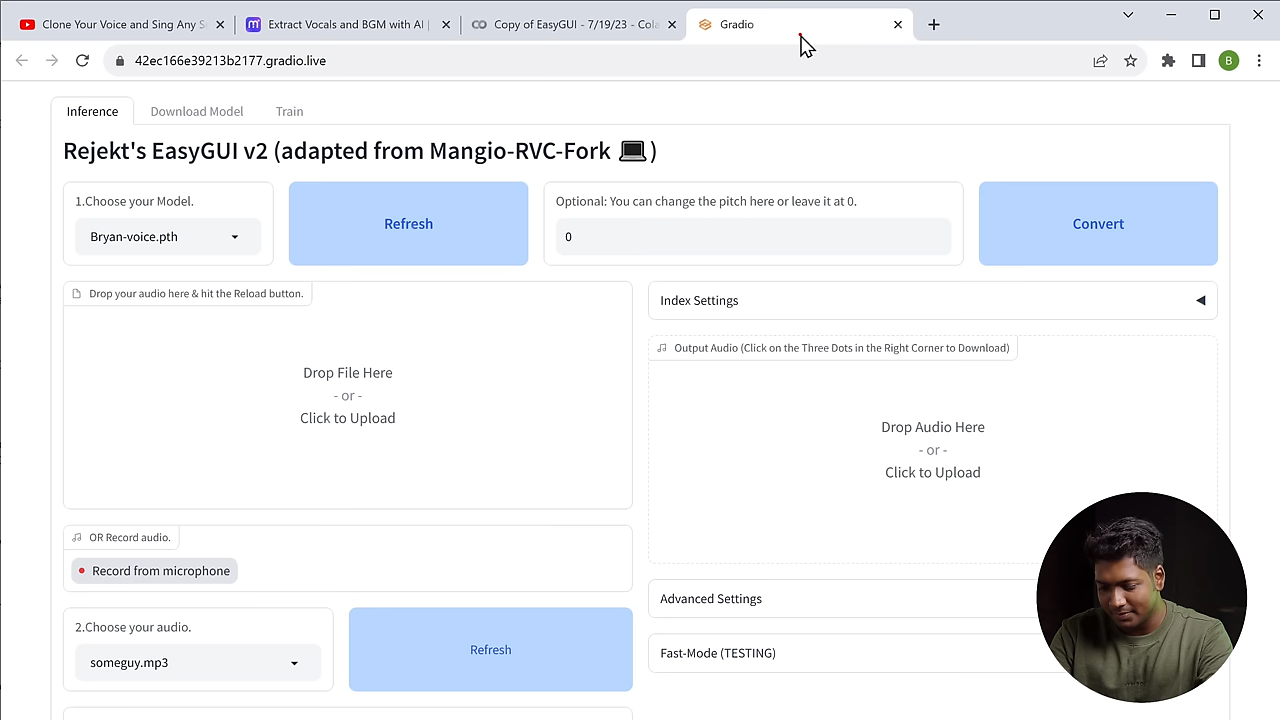 Clone Your Voice and Sing Any S
Extract Vocals and BGM with AI |
Copy of EasyGUI - 7/19/23 - Cola
Gradio
42ec166e39213b2177.gradio.live
B
Inference
Download Model
Train
Rejekt's EasyGUI v2 (adapted from Mangio-RVC-Fork 💻)
1.Choose your Model.
Bryan-voice.pth
Refresh
Optional: You can change the pitch here or leave it at 0.
0
Convert
Drop your audio here & hit the Reload button.
Drop File Here
- or -
Click to Upload
Index Settings
Output Audio (Click on the Three Dots in the Right Corner to Download)
Drop Audio Here
- or -
Click to Upload
OR Record audio.
Record from microphone
Advanced Settings
2.Choose your audio.
someguy.mp3
Refresh
Fast-Mode (TESTING)